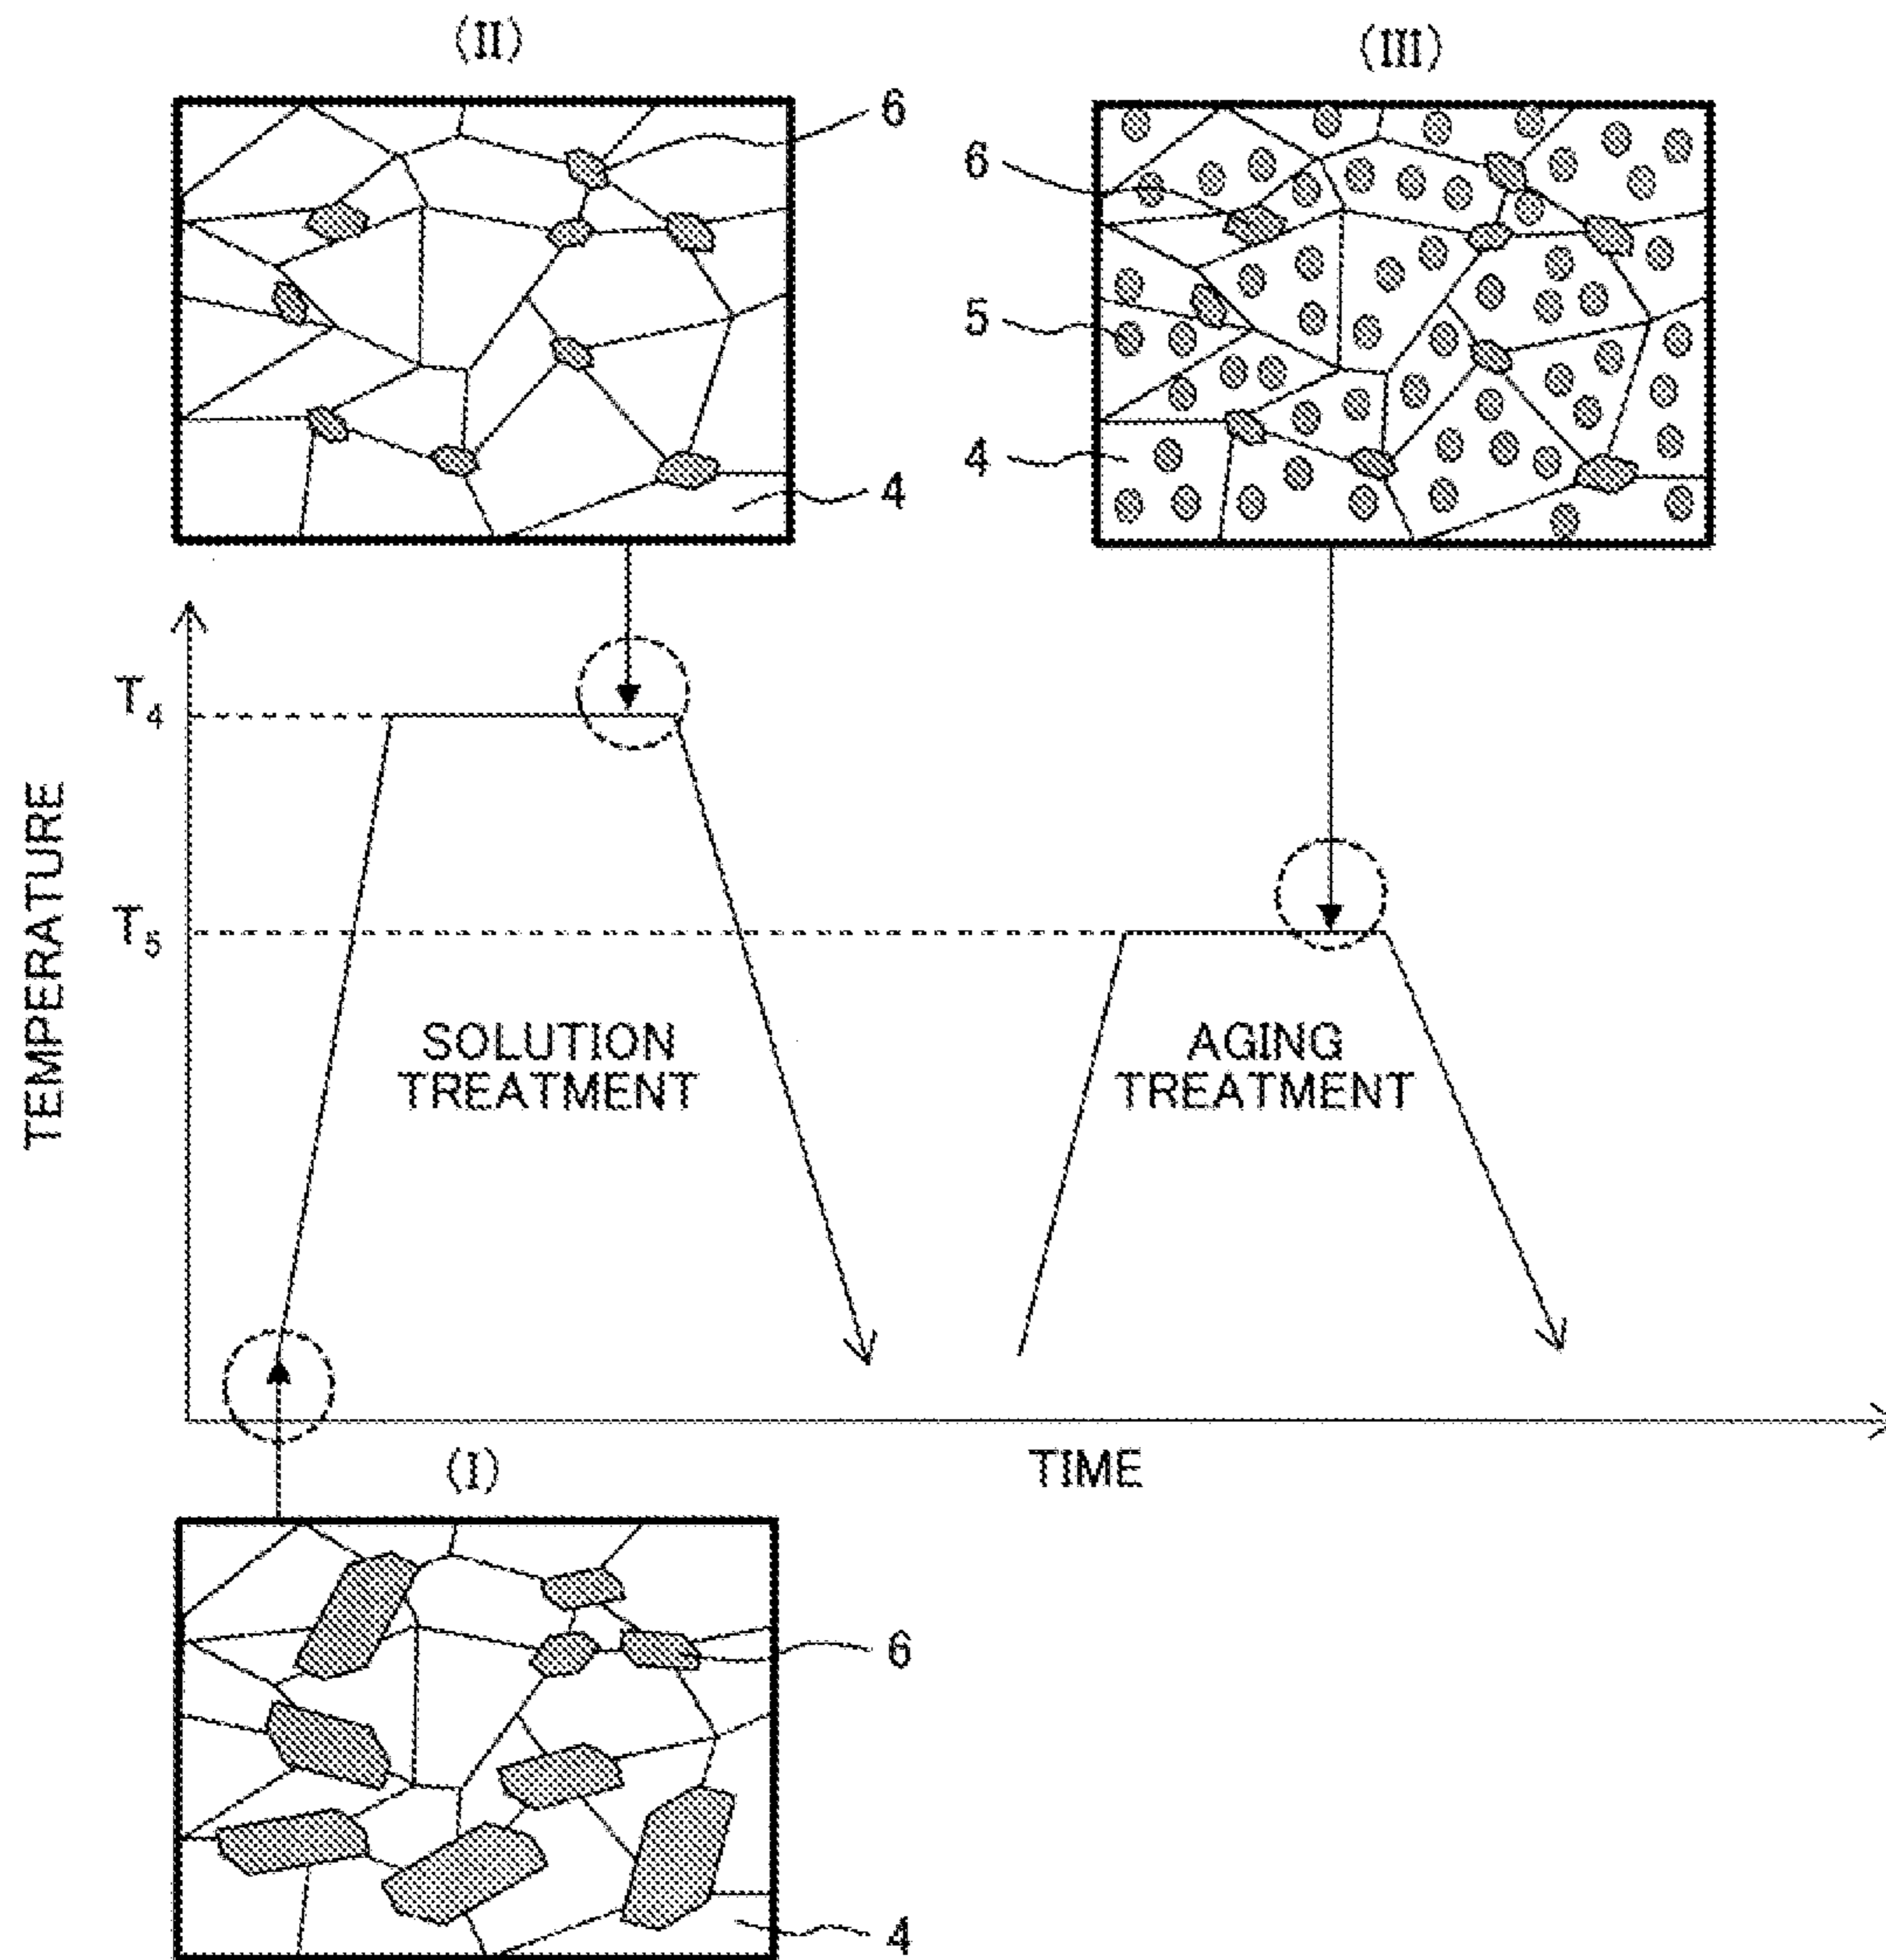 (II)
(III)
6
6
5
4
4
T4
T5
TEMPERATURE
SOLUTION
TREATMENT
AGING
TREATMENT
TIME
(I)
6
4